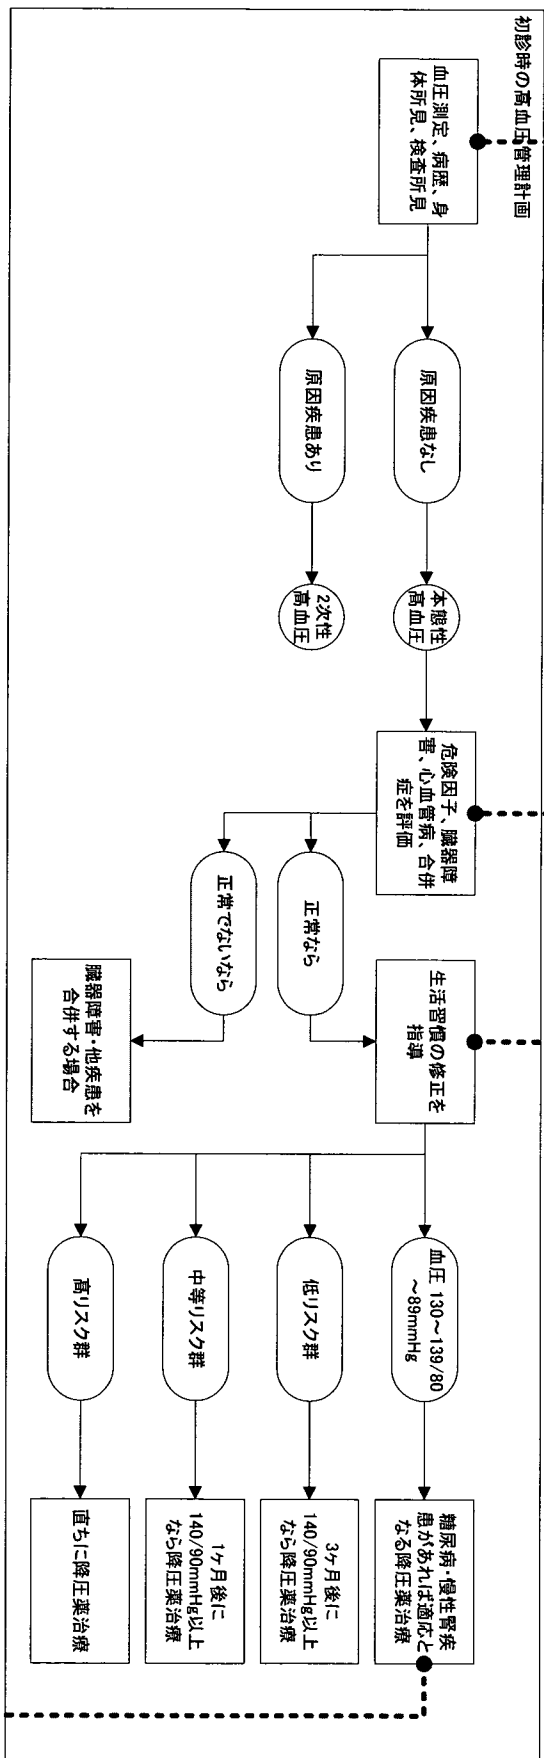 初診時の高血圧管理計画
血圧測定、病歴、身
体所見、検査所見
原因疾患なし
原因疾患あり
本態性
高血圧
2次性
高血圧
危険因子、臓器障
害、心血管病、合併
症を評価
正常なら
正常でないなら
生活習慣の修正を
指導
臓器障害・他疾患を
合併する場合
血圧 130～139/80
～89mmHg
低リスク群
中等リスク群
高リスク群
糖尿病・慢性腎疾
患があれば適応と
なる降圧薬治療
3ヶ月後に
140/90mmHg以上
なら降圧薬治療
1ヶ月後に
140/90mmHg以上
なら降圧薬治療
直ちに降圧薬治療